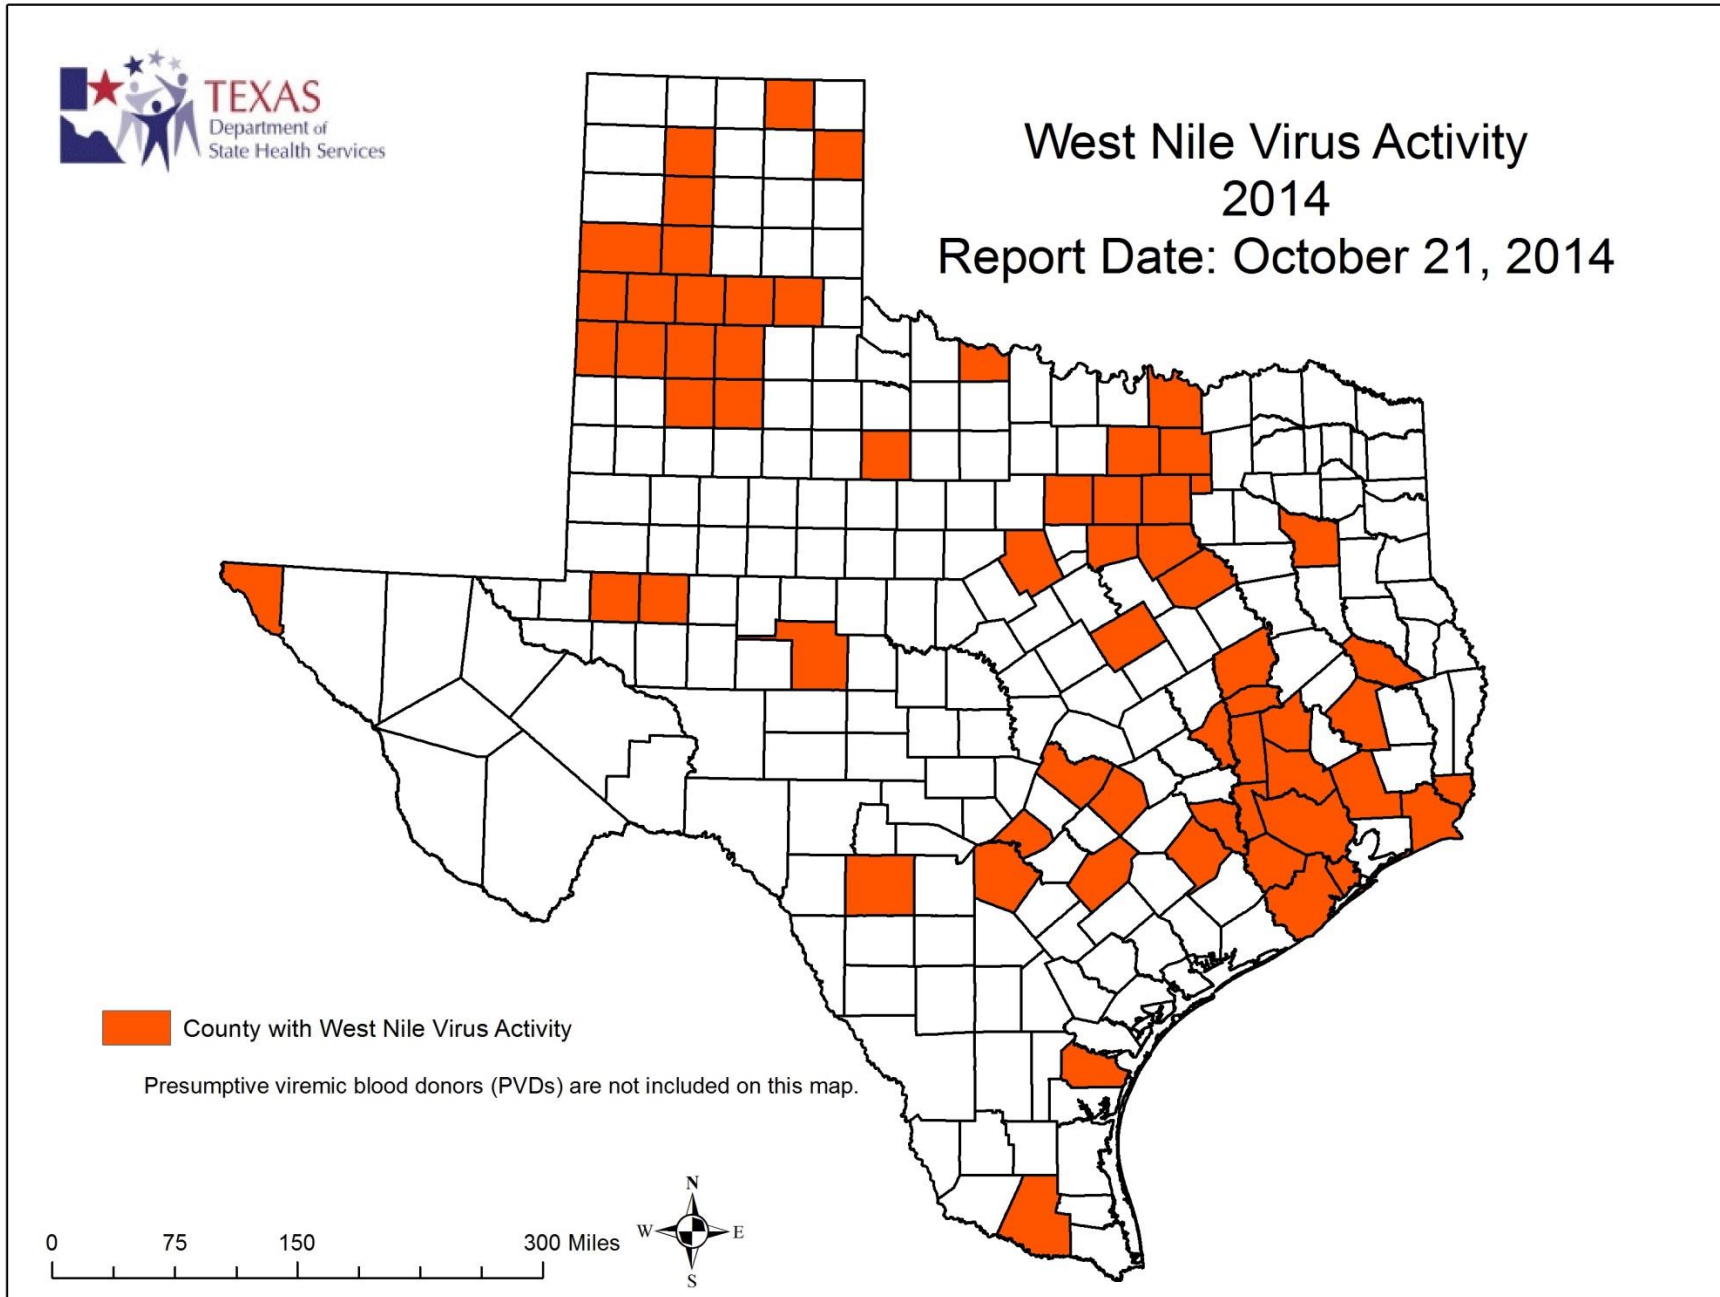 TEXAS
Department of
State Health Services
West Nile Virus Activity
2014
Report Date: October 21, 2014
County with West Nile Virus Activity
Presumptive viremic blood donors (PVDs) are not included on this map.
0 75 150 300 Miles
N
W E
S